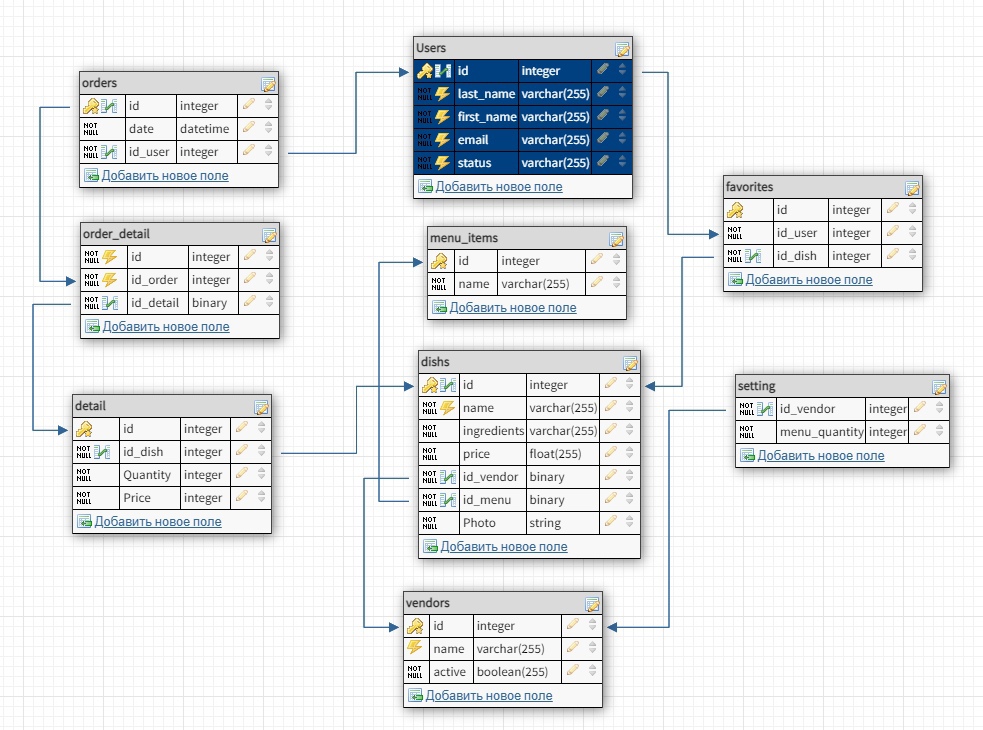 Users
id integer
NOT NULL last_name varchar(255)
NOT NULL first_name varchar(255)
NOT NULL email varchar(255)
NOT NULL status varchar(255)
Добавить новое поле
orders
id integer
NOT NULL date datetime
NOT NULL id_user integer
Добавить новое поле
favorites
id integer
NOT NULL id_user integer
NOT NULL id_dish integer
Добавить новое поле
order_detail
NOT NULL id integer
NOT NULL id_order integer
NOT NULL id_detail binary
Добавить новое поле
menu_items
id integer
NOT NULL name varchar(255)
Добавить новое поле
dishs
id integer
NOT NULL name varchar(255)
NOT NULL ingredients varchar(255)
NOT NULL price float(255)
NOT NULL id_vendor binary
NOT NULL id_menu binary
NOT NULL Photo string
Добавить новое поле
setting
NOT NULL id_vendor integer
NOT NULL menu_quantity integer
Добавить новое поле
detail
id integer
NOT NULL id_dish integer
NOT NULL Quantity integer
NOT NULL Price integer
Добавить новое поле
vendors
id integer
name varchar(255)
NOT NULL active boolean(255)
Добавить новое поле